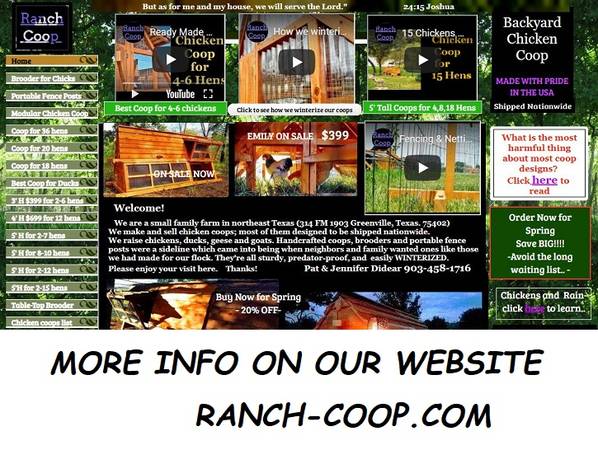 But as for me and my house, we will serve the Lord."
24:15 Joshua
Ranch
Coop
Home
Brooder for Chicks
Portable Fence Posts
Modular Chicken Coop
Coop for 36 hens
Coop for 20 hens
Coop for 18 hens
Best Coop for Ducks
3' H $399 for 2-6 hens
4' H $699 for 12 hens
5' H for 2-7 hens
5' H for 8-10 hens
5' H for 2-12 hens
5'H for 2-15 hens
Table-Top Brooder
Chicken coops list
Ranch
Coop
Ready Made ...
Chicken
Coop
for
4-6 Hens
YouTube
Best Coop for 4-6 chickens
How we winteri...
Click to see how we winterize our coops
Ranch
Coop
15 Chickens ...
Chicken
Coop
for
15 Hens
5' Tall Coops for 4,8,18 Hens
ON SALE NOW
EMILY ON SALE $399
Ranch
Coop
Fencing & Netti...
Welcome!
We are a small family farm in northeast Texas (314 FM 1903 Greenville, Texas. 75402)
We make and sell chicken coops; most of them designed to be shipped nationwide.
We raise chickens, ducks, geese and goats. Handcrafted coops, brooders and portable fence
posts were a sideline which came into being when neighbors and family wanted ones like those
we had made for our flock. They're all sturdy, predator-proof, and easily WINTERIZED.
Please enjoy your visit here. Thanks! Pat & Jennifer Didear 903-458-1716
Buy Now for Spring
- 20% OFF-
Backyard
Chicken
Coop
MADE WITH PRIDE
IN THE USA
Shipped Nationwide
What is the most
harmful thing
about most coop
designs?
Click here to
read
Order Now for
Spring
Save BIG!!!!
-Avoid the long
waiting list.. -
Chickens and Rain-
click here to learn..
MORE INFO ON OUR WEBSITE
RANCH-COOP.COM